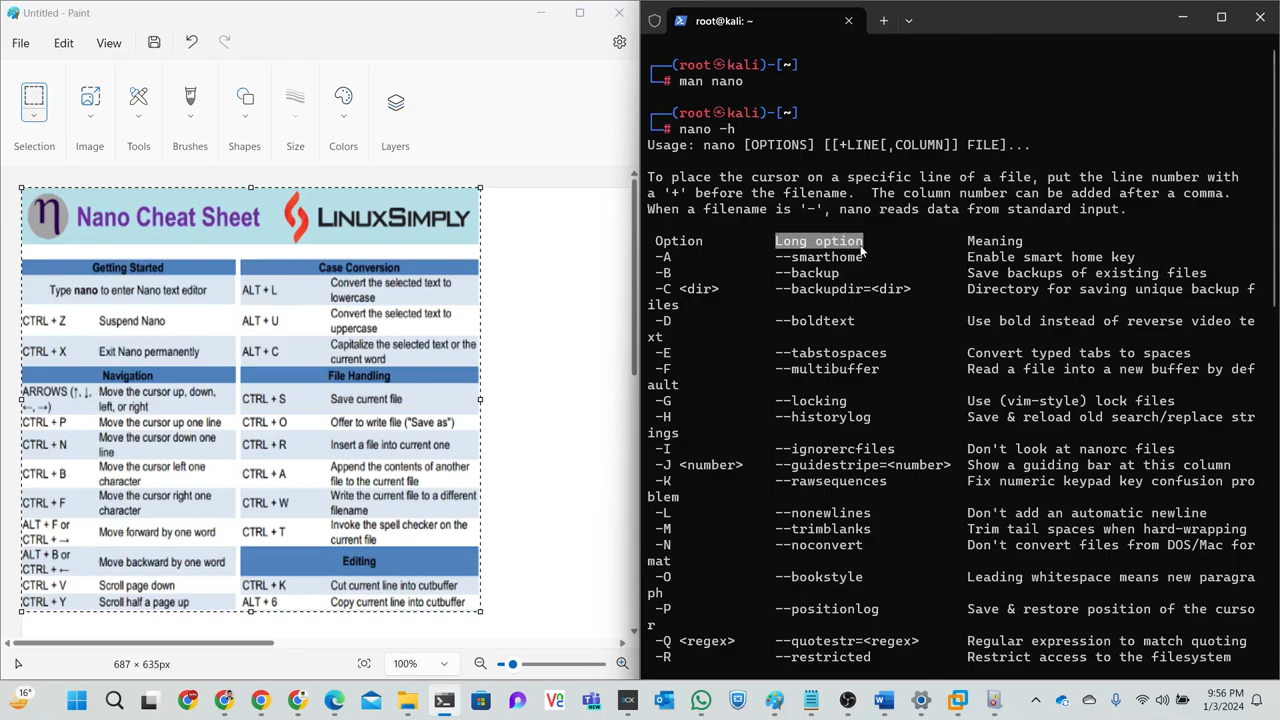 Untitled - Paint
File Edit View
Selection Image Tools Brushes Shapes Size Colors Layers
η Nano Cheat Sheet LINUXSIMPLY
Getting Started
Type nano to enter Nano text editor
CTRL + Z Suspend Nano
CTRL + X Exit Nano permanently
Navigation
ARROWS (↑, ↓, ←, →) Move the cursor up, down, left, or right
CTRL + P Move the cursor up one line
CTRL + N Move the cursor down one line
CTRL + B Move the cursor left one character
CTRL + F Move the cursor right one character
ALT + F or CTRL + → Move forward by one word
ALT + B or CTRL + ← Move backward by one word
CTRL + V Scroll page down
CTRL + Y Scroll half a page up
Case Conversion
ALT + L Convert the selected text to lowercase
ALT + U Convert the selected text to uppercase
ALT + C Capitalize the selected text or the current word
File Handling
CTRL + S Save current file
CTRL + O Offer to write file ("Save as")
CTRL + R Insert a file into current one
CTRL + A Append the contents of another file to the current file
CTRL + W Write the current file to a different filename
CTRL + T Invoke the spell checker on the current file
Editing
CTRL + K Cut current line into cutbuffer
ALT + 6 Copy current line into cutbuffer
687 × 635px 100%
root@kali: ~
┌──(root㉿kali)-[~]
└─# man nano
┌──(root㉿kali)-[~]
└─# nano -h
Usage: nano [OPTIONS] [[+LINE[,COLUMN]] FILE]...
To place the cursor on a specific line of a file, put the line number with
a '+' before the filename.  The column number can be added after a comma.
When a filename is '-', nano reads data from standard input.
Option Long option Meaning
-A --smarthome Enable smart home key
-B --backup Save backups of existing files
-C <dir> --backupdir=<dir> Directory for saving unique backup f
iles
-D --boldtext Use bold instead of reverse video te
xt
-E --tabstospaces Convert typed tabs to spaces
-F --multibuffer Read a file into a new buffer by def
ault
-G --locking Use (vim-style) lock files
-H --historylog Save & reload old search/replace str
ings
-I --ignorercfiles Don't look at nanorc files
-J <number> --guidestripe=<number> Show a guiding bar at this column
-K --rawsequences Fix numeric keypad key confusion pro
blem
-L --nonewlines Don't add an automatic newline
-M --trimblanks Trim tail spaces when hard-wrapping
-N --noconvert Don't convert files from DOS/Mac for
mat
-O --bookstyle Leading whitespace means new paragra
ph
-P --positionlog Save & restore position of the curso
r
-Q <regex> --quotestr=<regex> Regular expression to match quoting
-R --restricted Restrict access to the filesystem
16°
9:56 PM
1/3/2024